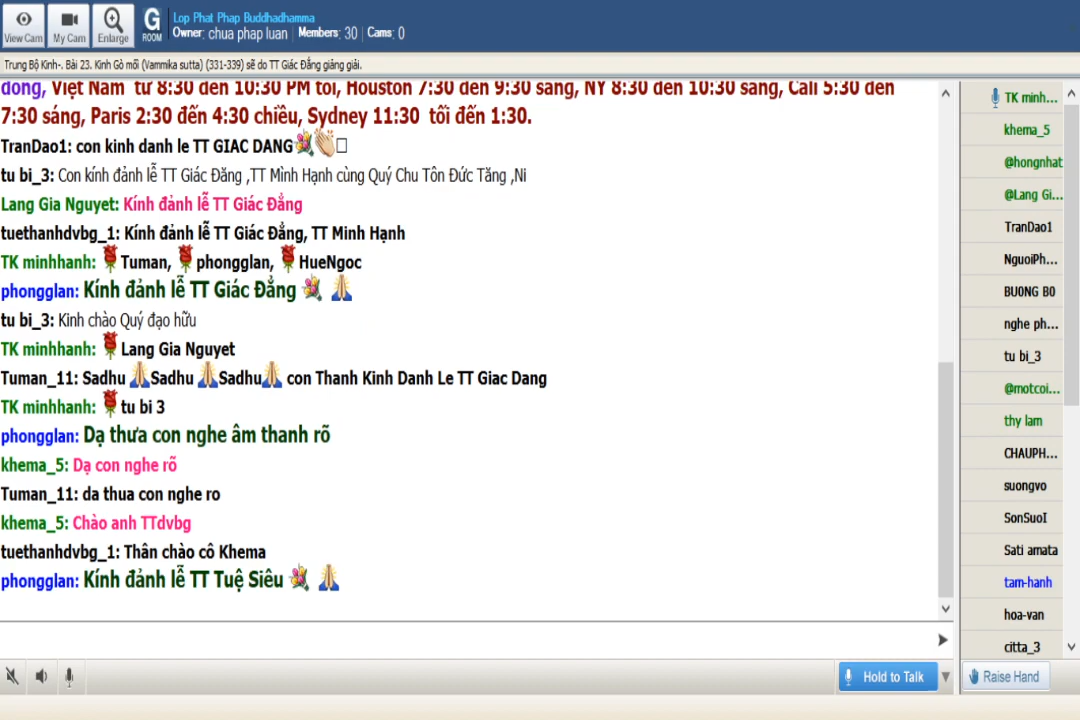 View Cam
My Cam
Enlarge
G
ROOM
Lop Phat Phap Buddhadhamma
Owner: chua phap luan | Members: 30 | Cams: 0
Trung Bộ Kinh-. Bài 23. Kinh Gò mối (Vammika sutta) (331-339) sẽ do TT Giác Đẳng giảng giải.
đông, Việt Nam từ 8:30 đến 10:30 PM tối, Houston 7:30 đến 9:30 sáng, NY 8:30 đến 10:30 sáng, Cali 5:30 đến
7:30 sáng, Paris 2:30 đến 4:30 chiều, Sydney 11:30 tối đến 1:30.
TranDao1: con kinh danh le TT GIAC DANG
tu bi_3: Con kính đảnh lễ TT Giác Đăng ,TT Mình Hạnh cùng Quý Chu Tôn Đức Tăng ,Ni
Lang Gia Nguyet: Kính đảnh lễ TT Giác Đẳng
tuethanhdvbg_1: Kính đảnh lễ TT Giác Đẳng, TT Minh Hạnh
TK minhhanh: Tuman, phongglan, HueNgoc
phongglan: Kính đảnh lễ TT Giác Đẳng
tu bi_3: Kinh chào Quý đạo hữu
TK minhhanh: Lang Gia Nguyet
Tuman_11: Sadhu Sadhu Sadhu con Thanh Kinh Danh Le TT Giac Dang
TK minhhanh: tu bi 3
phongglan: Dạ thưa con nghe âm thanh rõ
khema_5: Dạ con nghe rõ
Tuman_11: da thua con nghe ro
khema_5: Chào anh TTdvbg
tuethanhdvbg_1: Thân chào cô Khema
phongglan: Kính đảnh lễ TT Tuệ Siêu
TK minh...
khema_5
@hongnhat
@Lang Gi...
TranDao1
NguoiPh...
BUONG B0
nghe ph...
tu bi_3
@motcoi...
thy lam
CHAUPH...
suongvo
SonSuoI
Sati amata
tam-hanh
hoa-van
citta_3
Hold to Talk
Raise Hand